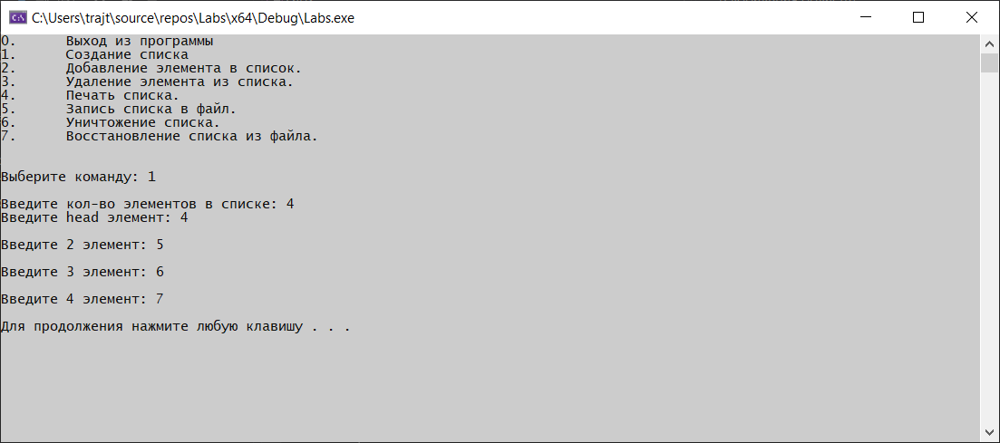 C:\Users\trajt\source\repos\Labs\x64\Debug\Labs.exe
0. Выход из программы
1. Создание списка
2. Добавление элемента в список.
3. Удаление элемента из списка.
4. Печать списка.
5. Запись списка в файл.
6. Уничтожение списка.
7. Восстановление списка из файла.
Выберите команду: 1
Введите кол-во элементов в списке: 4
Введите head элемент: 4
Введите 2 элемент: 5
Введите 3 элемент: 6
Введите 4 элемент: 7
Для продолжения нажмите любую клавишу . . .